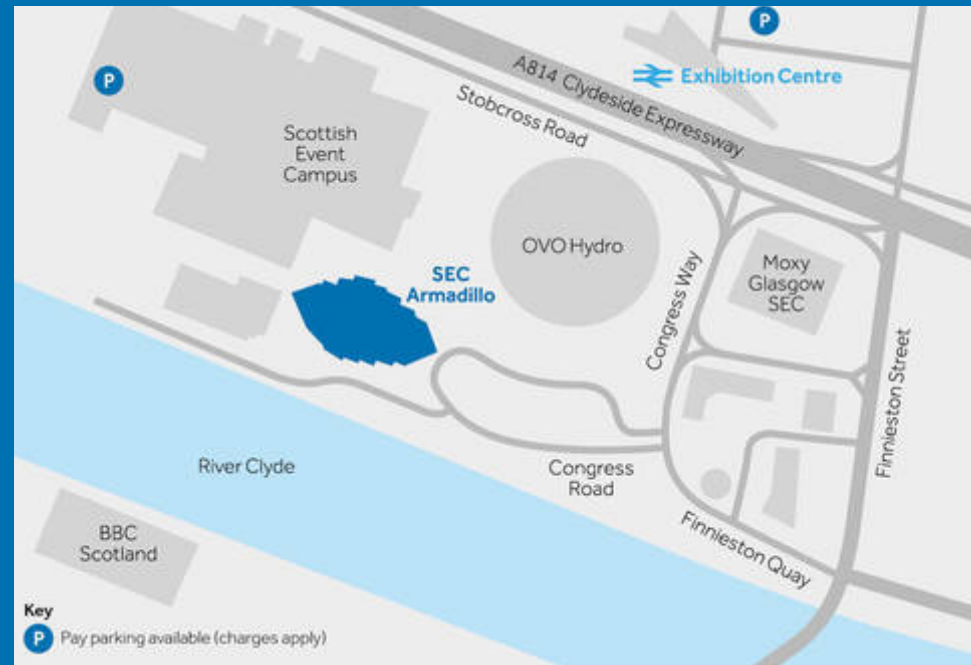 P
P
Exhibition Centre
A814 Clydeside Expressway
Stobcross Road
Scottish
Event
Campus
OVO Hydro
SEC
Armadillo
Moxy
Glasgow
SEC
Congress Way
Finnieston Street
River Clyde
Congress
Road
Finnieston Quay
BBC
Scotland
Key
P Pay parking available (charges apply)